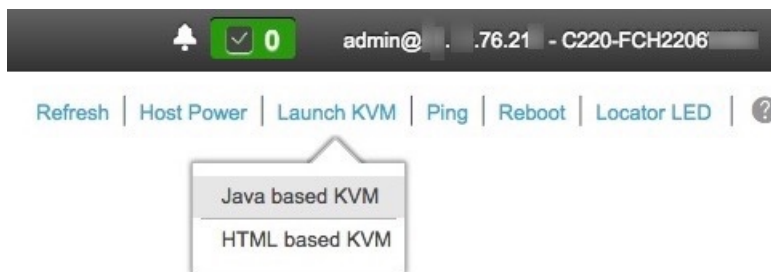 0 admin@ . .76.21 - C220-FCH2206
Refresh | Host Power | Launch KVM | Ping | Reboot | Locator LED | ?
Java based KVM
HTML based KVM